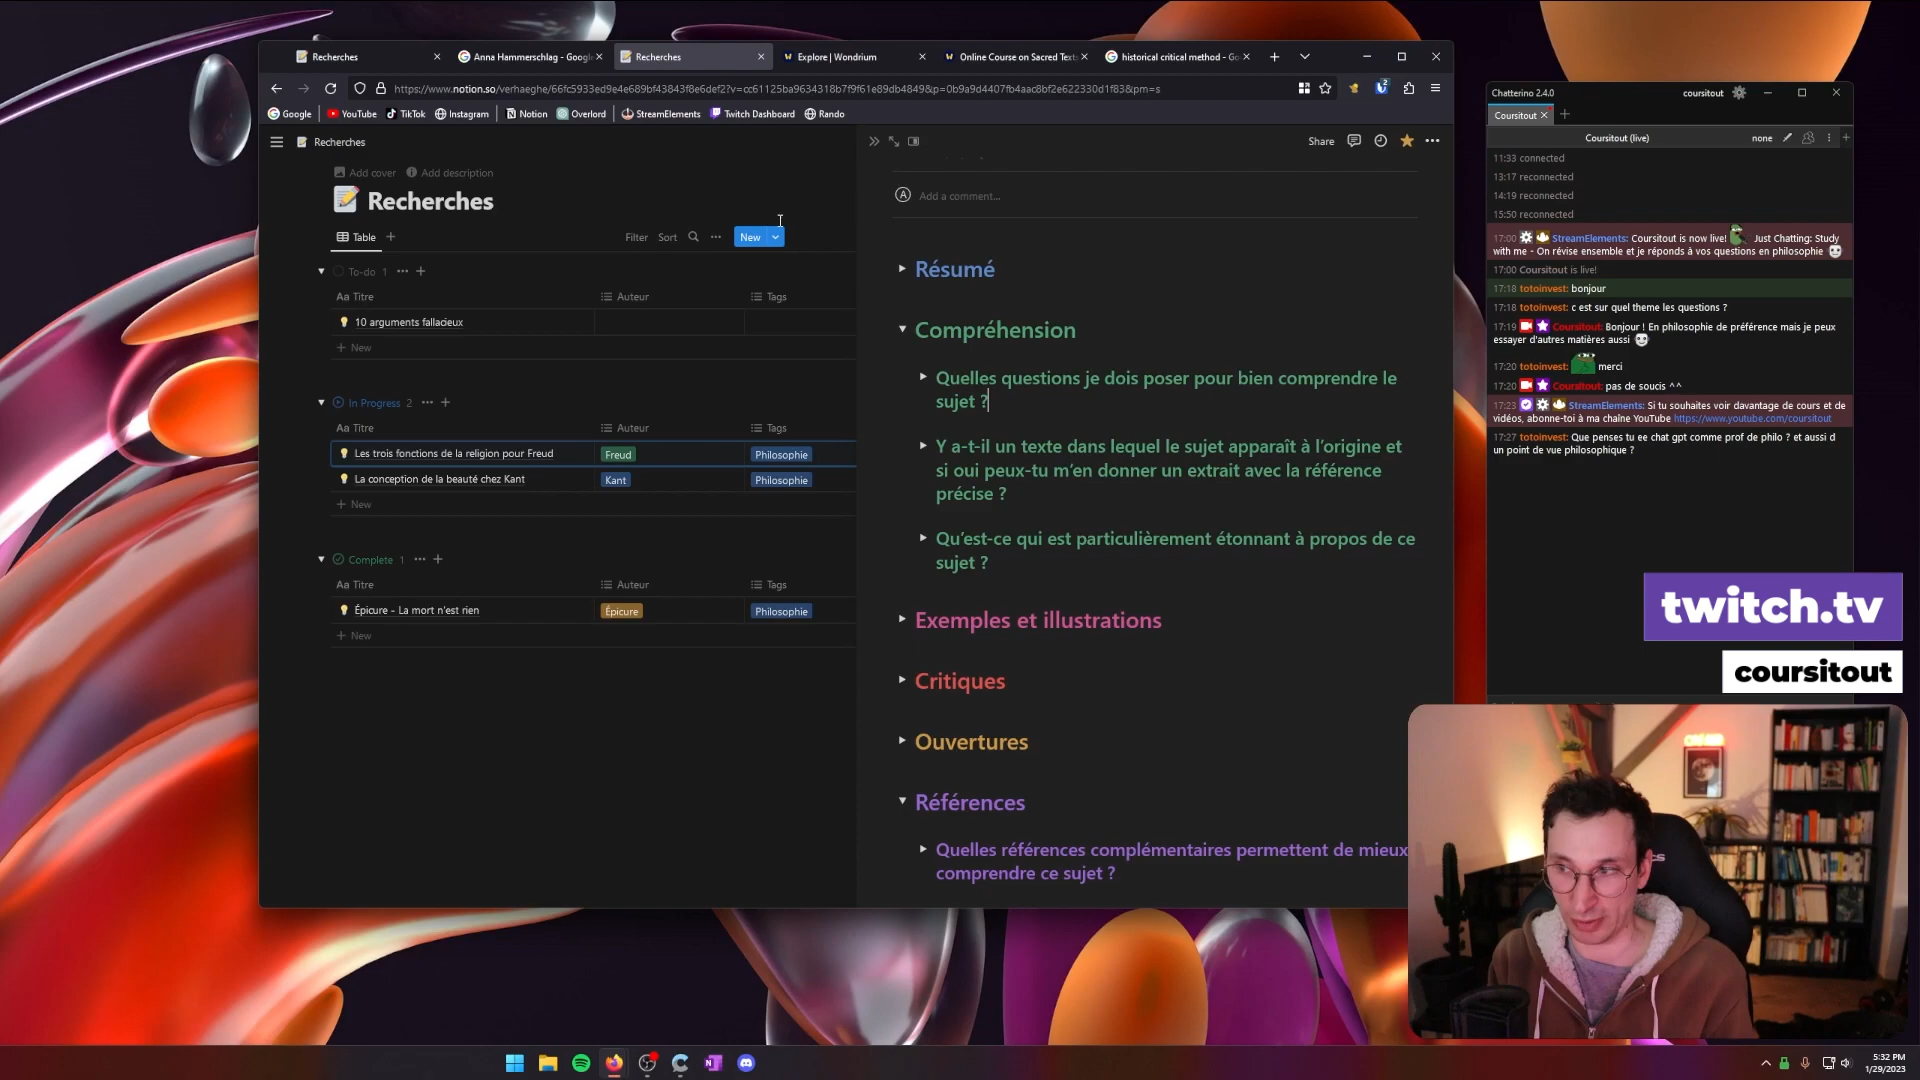 Recherches
Anna Hammerschlag - Google
Recherches
Explore | Wondrium
Online Course on Sacred Text
historical critical method - Go
https://www.notion.so/verhaeghe/66fc5933ed9e4e689bf43843f8e6def2?v=cc61125ba9634318b7f9f61e89db4849&p=0b9a9d4407fb4aac8bf2e622330d1f83&pm=s
2
Google
YouTube
TikTok
Instagram
Notion
Overlord
StreamElements
Twitch Dashboard
Rando
Recherches
Share
Add cover
Add description
Recherches
Table
Filter
Sort
New
To-do 1
Aa Titre
Auteur
Tags
10 arguments fallacieux
New
In Progress 2
Aa Titre
Auteur
Tags
Les trois fonctions de la religion pour Freud
Freud
Philosophie
La conception de la beauté chez Kant
Kant
Philosophie
New
Complete 1
Aa Titre
Auteur
Tags
Épicure - La mort n'est rien
Épicure
Philosophie
New
A
Add a comment...
Résumé
Compréhension
Quelles questions je dois poser pour bien comprendre le
sujet ?
Y a-t-il un texte dans lequel le sujet apparaît à l'origine et
si oui peux-tu m'en donner un extrait avec la référence
précise ?
Qu'est-ce qui est particulièrement étonnant à propos de ce
sujet ?
Exemples et illustrations
Critiques
Ouvertures
Références
Quelles références complémentaires permettent de mieux
comprendre ce sujet ?
Chatterino 2.4.0
coursitout
Coursitout
Coursitout (live)
none
11:33 connected
13:17 reconnected
14:19 reconnected
15:50 reconnected
17:00 StreamElements: Coursitout is now live! Just Chatting: Study
with me - On révise ensemble et je réponds à vos questions en philosophie
17:00 Coursitout is live!
17:18 totoinvest: bonjour
17:18 totoinvest: c est sur quel theme les questions ?
17:19 Coursitout: Bonjour ! En philosophie de préférence mais je peux
essayer d'autres matières aussi
17:20 totoinvest: merci
17:20 Coursitout: pas de soucis ^^
17:23 StreamElements: Si tu souhaites voir davantage de cours et de
vidéos, abonne-toi à ma chaîne YouTube https://www.youtube.com/coursitout
17:27 totoinvest: Que penses tu ee chat gpt comme prof de philo ? et aussi d
un point de vue philosophique ?
twitch.tv
coursitout
5:32 PM
1/29/2023